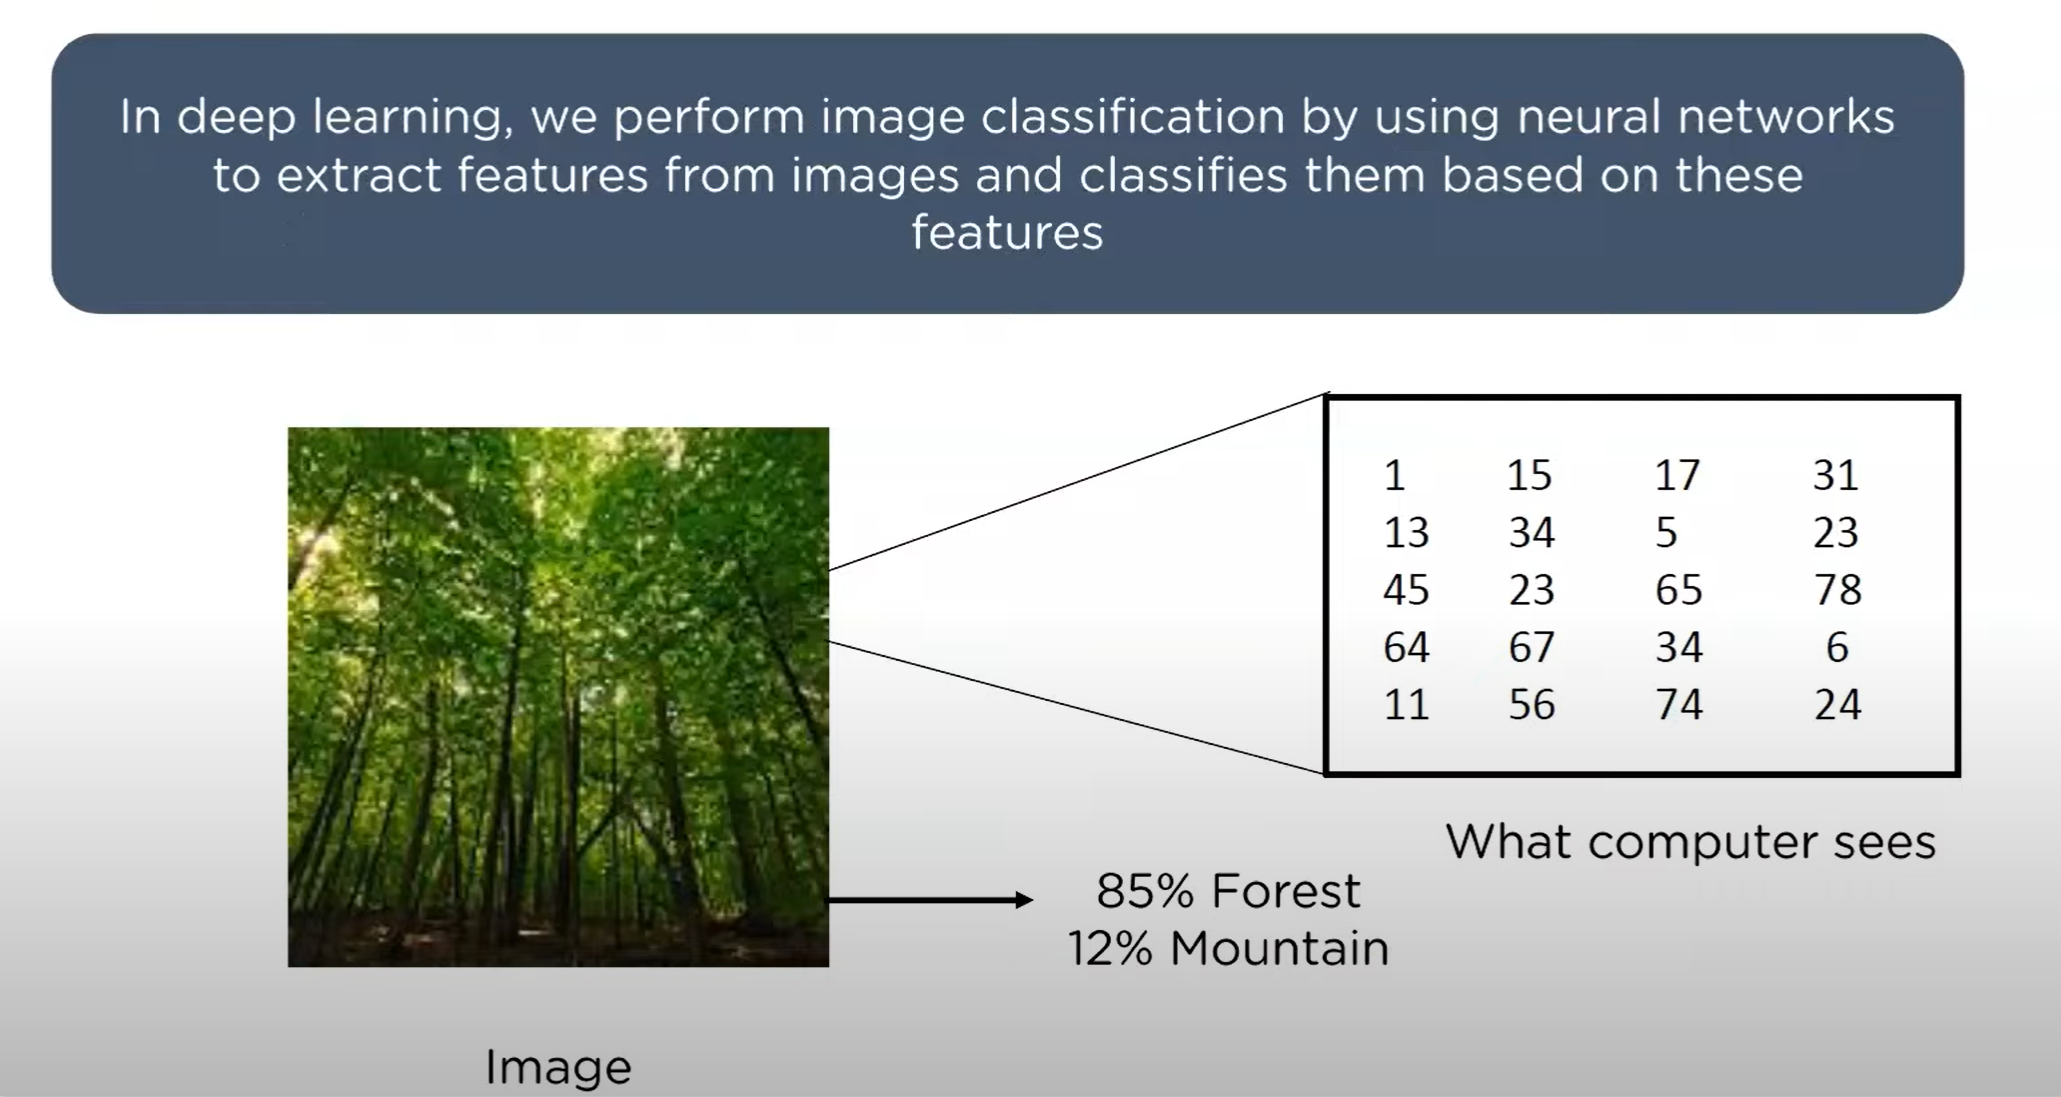 In deep learning, we perform image classification by using neural networks
to extract features from images and classifies them based on these
features
1 15 17 31
13 34 5 23
45 23 65 78
64 67 34 6
11 56 74 24
What computer sees
85% Forest
12% Mountain
Image